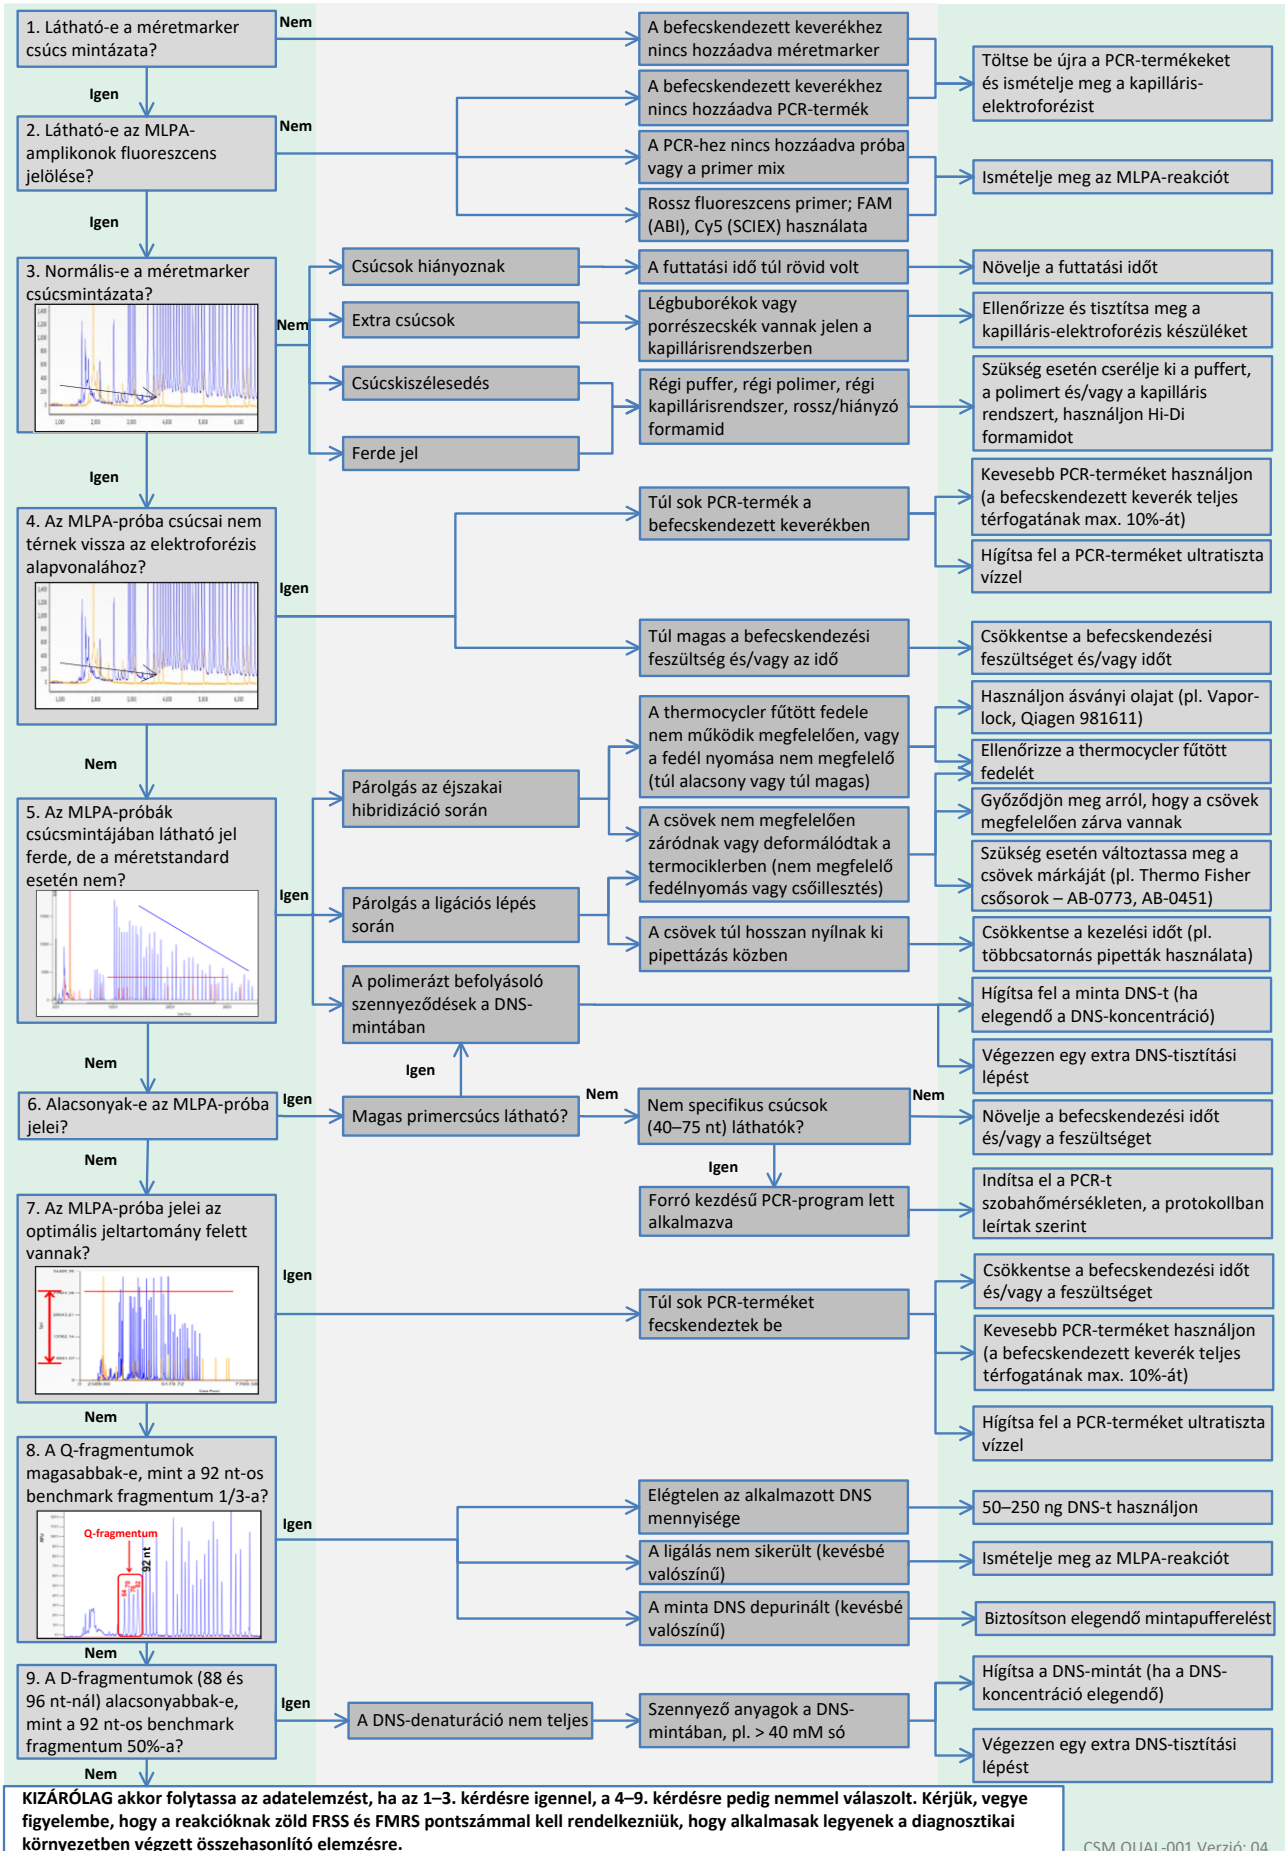 1. Látható-e a méretmarker
csúcs mintázata?
Nem
A befecskendezett keverékhez
nincs hozzáadva méretmarker
Töltse be újra a PCR-termékeket
és ismételje meg a kapilláris-
elektroforézist
Igen
A befecskendezett keverékhez
nincs hozzáadva PCR-termék
2. Látható-e az MLPA-
amplikonok fluoreszcens
jelölése?
Nem
A PCR-hez nincs hozzáadva próba
vagy a primer mix
Ismételje meg az MLPA-reakciót
Rossz fluoreszcens primer; FAM
(ABI), Cy5 (SCIEX) használata
Igen
3. Normális-e a méretmarker
csúcsmintázata?
Nem
Csúcsok hiányoznak
A futtatási idő túl rövid volt
Növelje a futtatási időt
Extra csúcsok
Légbuborékok vagy
porrészecskék vannak jelen a
kapillárisrendszerben
Ellenőrizze és tisztítsa meg a
kapilláris-elektroforézis készüléket
Csúcskiszélesedés
Ferde jel
Régi puffer, régi polimer, régi
kapillárisrendszer, rossz/hiányzó
formamid
Szükség esetén cserélje ki a puffert,
a polimert és/vagy a kapilláris
rendszert, használjon Hi-Di
formamidot
Igen
4. Az MLPA-próba csúcsai nem
térnek vissza az elektroforézis
alapvonalához?
Igen
Túl sok PCR-termék a
befecskendezett keverékben
Kevesebb PCR-terméket használjon
(a befecskendezett keverék teljes
térfogatának max. 10%-át)
Hígítsa fel a PCR-terméket ultratiszta
vízzel
Túl magas a befecskendezési
feszültség és/vagy az idő
Csökkentse a befecskendezési
feszültséget és/vagy időt
Nem
5. Az MLPA-próbák
csúcsmintájában látható jel
ferde, de a méretstandard
esetén nem?
Igen
Párolgás az éjszakai
hibridizáció során
A thermocycler fűtött fedele
nem működik megfelelően, vagy
a fedél nyomása nem megfelelő
(túl alacsony vagy túl magas)
Használjon ásványi olajat (pl. Vapor-
lock, Qiagen 981611)
Ellenőrizze a thermocycler fűtött
fedelét
A csövek nem megfelelően
záródnak vagy deformálódtak a
termociklerben (nem megfelelő
fedélnyomás vagy csőillesztés)
Győződjön meg arról, hogy a csövek
megfelelően zárva vannak
Szükség esetén változtassa meg a
csövek márkáját (pl. Thermo Fisher
csősorok – AB-0773, AB-0451)
Párolgás a ligációs lépés
során
A csövek túl hosszan nyílnak ki
pipettázás közben
Csökkentse a kezelési időt (pl.
többcsatornás pipetták használata)
A polimerázt befolyásoló
szennyeződések a DNS-
mintában
Hígítsa fel a minta DNS-t (ha
elegendő a DNS-koncentráció)
Végezzen egy extra DNS-tisztítási
lépést
Nem
Igen
6. Alacsonyak-e az MLPA-próba
jelei?
Igen
Magas primercsúcs látható?
Nem
Nem specifikus csúcsok
(40–75 nt) láthatók?
Nem
Növelje a befecskendezési időt
és/vagy a feszültséget
Igen
Forró kezdésű PCR-program lett
alkalmazva
Indítsa el a PCR-t
szobahőmérsékleten, a protokollban
leírtak szerint
Nem
7. Az MLPA-próba jelei az
optimális jeltartomány felett
vannak?
Igen
Túl sok PCR-terméket
fecskendeztek be
Csökkentse a befecskendezési időt
és/vagy a feszültséget
Kevesebb PCR-terméket használjon
(a befecskendezett keverék teljes
térfogatának max. 10%-át)
Hígítsa fel a PCR-terméket ultratiszta
vízzel
Nem
8. A Q-fragmentumok
magasabbak-e, mint a 92 nt-os
benchmark fragmentum 1/3-a?
Q-fragmentum
92 nt
Igen
Elégtelen az alkalmazott DNS
mennyisége
50–250 ng DNS-t használjon
A ligálás nem sikerült (kevésbé
valószínű)
Ismételje meg az MLPA-reakciót
A minta DNS depurinált (kevésbé
valószínű)
Biztosítson elegendő mintapufferelést
Nem
9. A D-fragmentumok (88 és
96 nt-nál) alacsonyabbak-e,
mint a 92 nt-os benchmark
fragmentum 50%-a?
Igen
A DNS-denaturáció nem teljes
Szennyező anyagok a DNS-
mintában, pl. > 40 mM só
Hígítsa a DNS-mintát (ha a DNS-
koncentráció elegendő)
Végezzen egy extra DNS-tisztítási
lépést
Nem
KIZÁRÓLAG akkor folytassa az adatelemzést, ha az 1–3. kérdésre igennel, a 4–9. kérdésre pedig nemmel válaszolt. Kérjük, vegye
figyelembe, hogy a reakcióknak zöld FRSS és FMRS pontszámmal kell rendelkezniük, hogy alkalmasak legyenek a diagnosztikai
környezetben végzett összehasonlító elemzésre.
CSM QUAL-001 Verzió: 04